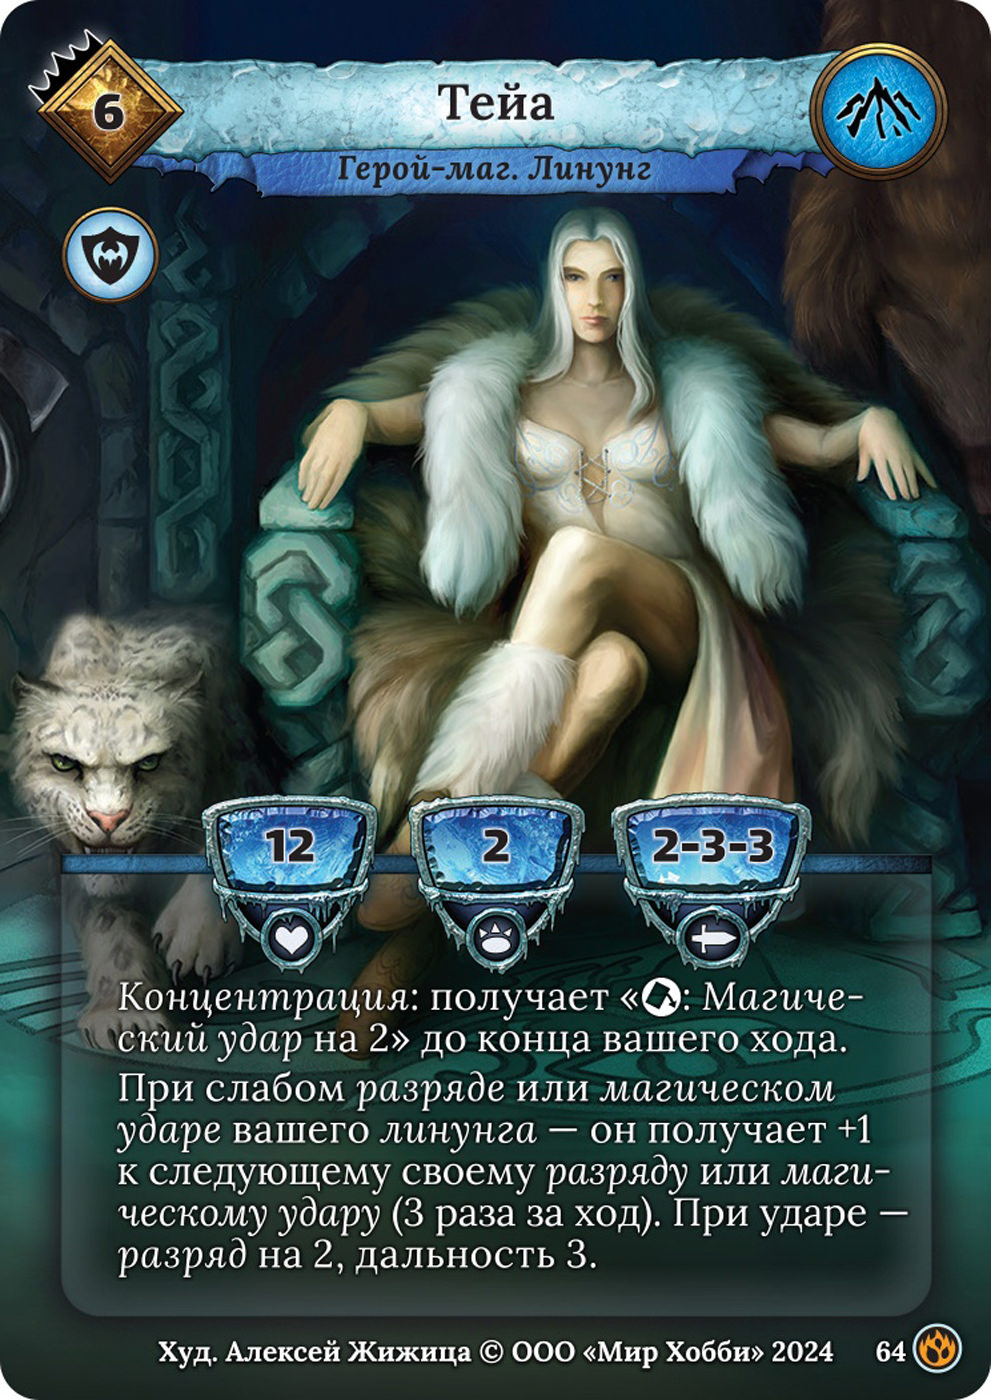 6
Тейа
Герой-маг. Линунг
12
2
2-3-3
Концентрация: получает «: Магиче-
ский удар на 2» до конца вашего хода.
При слабом разряде или магическом
ударе вашего линунга — он получает +1
к следующему своему разряду или маги-
ческому удару (3 раза за ход). При ударе —
разряд на 2, дальность 3.
Худ. Алексей Жижица © ООО «Мир Хобби» 2024
64